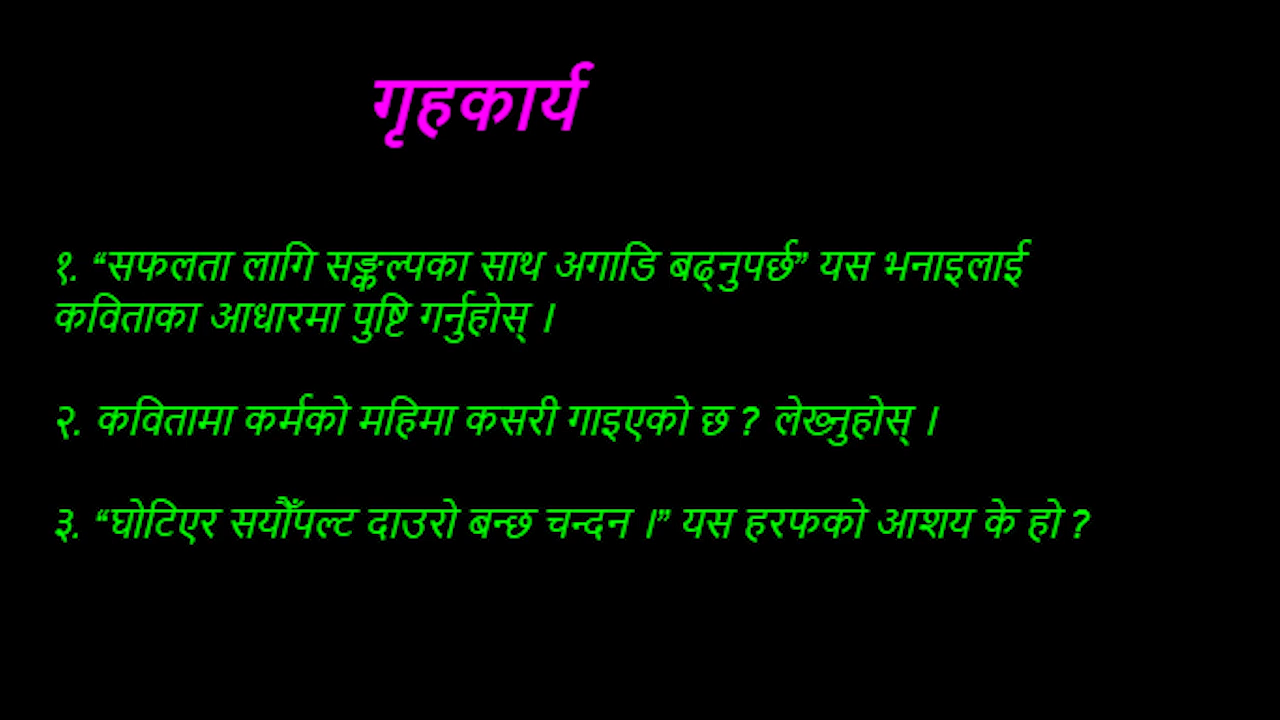 गृहकार्य
१. “सफलता लागि सङ्कल्पका साथ अगाडि बढ्नुपर्छ” यस भनाइलाई
कविताका आधारमा पुष्टि गर्नुहोस् ।
२. कवितामा कर्मको महिमा कसरी गाइएको छ ? लेख्नुहोस् ।
३. “घोटिएर सयौँपल्ट दाउरो बन्छ चन्दन ।” यस हरफको आशय के हो ?